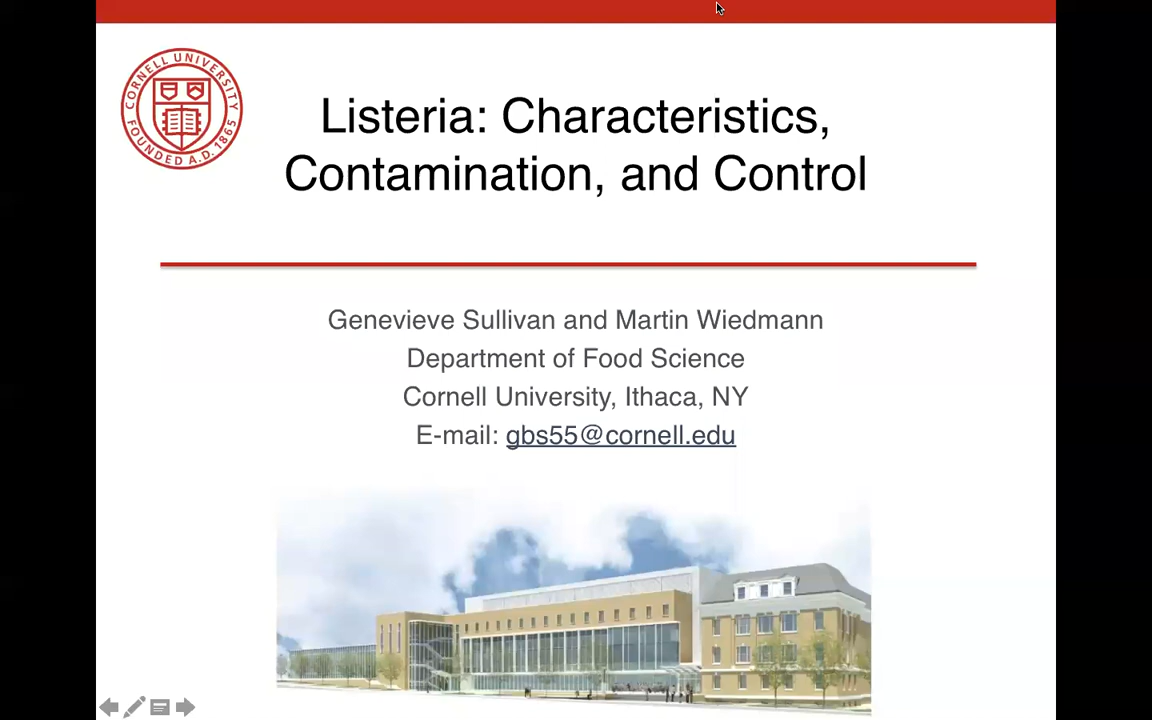 CORNELL UNIVERSITY
FOUNDED A.D. 1865
Listeria: Characteristics,
Contamination, and Control
Genevieve Sullivan and Martin Wiedmann
Department of Food Science
Cornell University, Ithaca, NY
E-mail: gbs55@cornell.edu